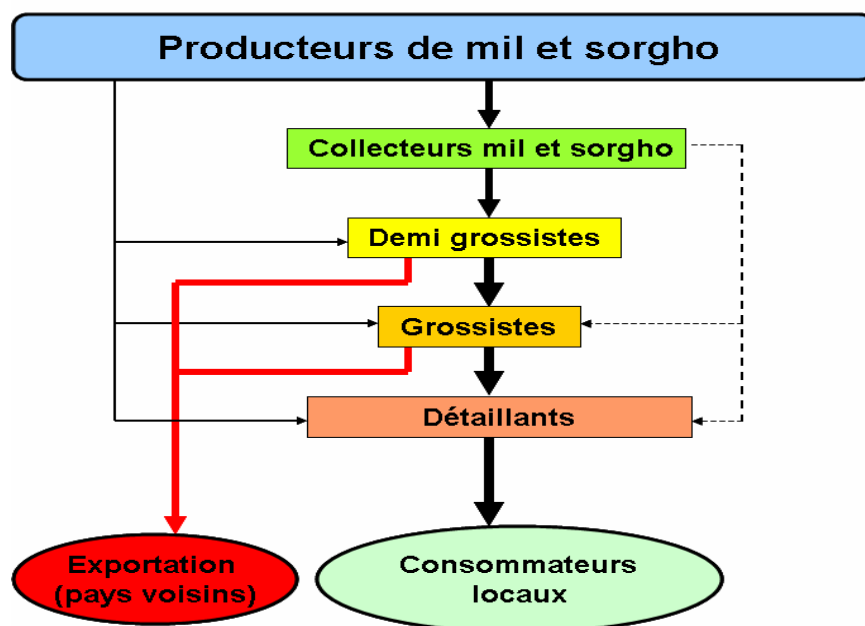 Producteurs de mil et sorgho
Collecteurs mil et sorgho
Demi grossistes
Grossistes
Détaillants
Exportation
(pays voisins)
Consommateurs
locaux